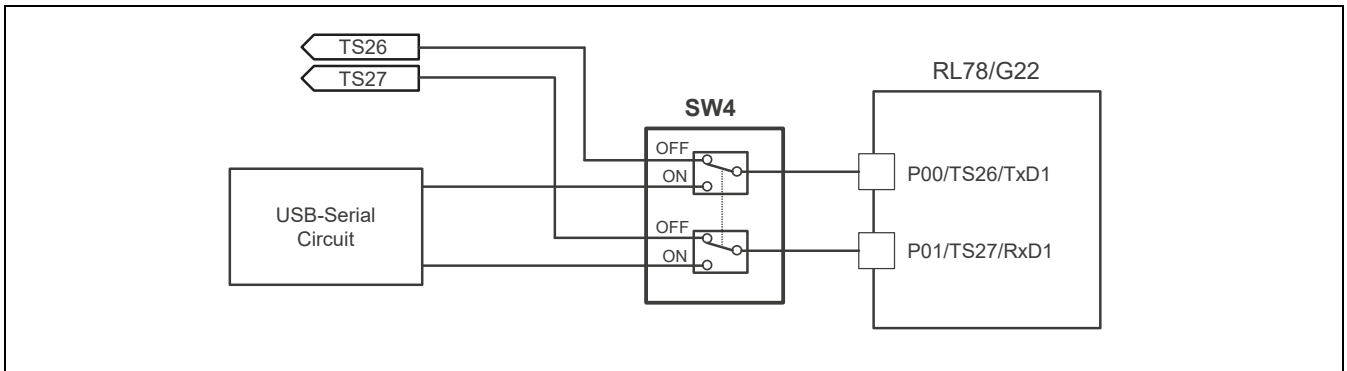 TS26
TS27
RL78/G22
SW4
OFF
ON
P00/TS26/TxD1
USB-Serial
Circuit
OFF
ON
P01/TS27/RxD1